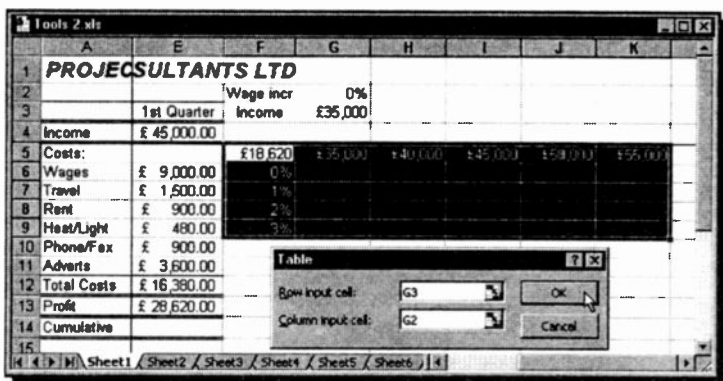 Tools 2.xls
A E F G H I J K
1 PROJECSULTANTS LTD
2 Wage incr 0%
3 1st Quarter Income £35,000
4 Income £ 45,000.00
5 Costs: £18,620 £35,000 £40,000 £45,000 £50,000 £55,000
6 Wages £ 9,000.00 0%
7 Travel £ 1,500.00 1%
8 Rent £ 900.00 2%
9 Heat/Light £ 480.00 3%
10 Phone/Fax £ 900.00
11 Adverts £ 3,600.00
12 Total Costs £ 16,380.00
13 Profit £ 28,620.00
14 Cumulative
15
Table
Row input cell: G3 OK
Column input cell: G2 Cancel
Sheet1 Sheet2 Sheet3 Sheet4 Sheet5 Sheet6